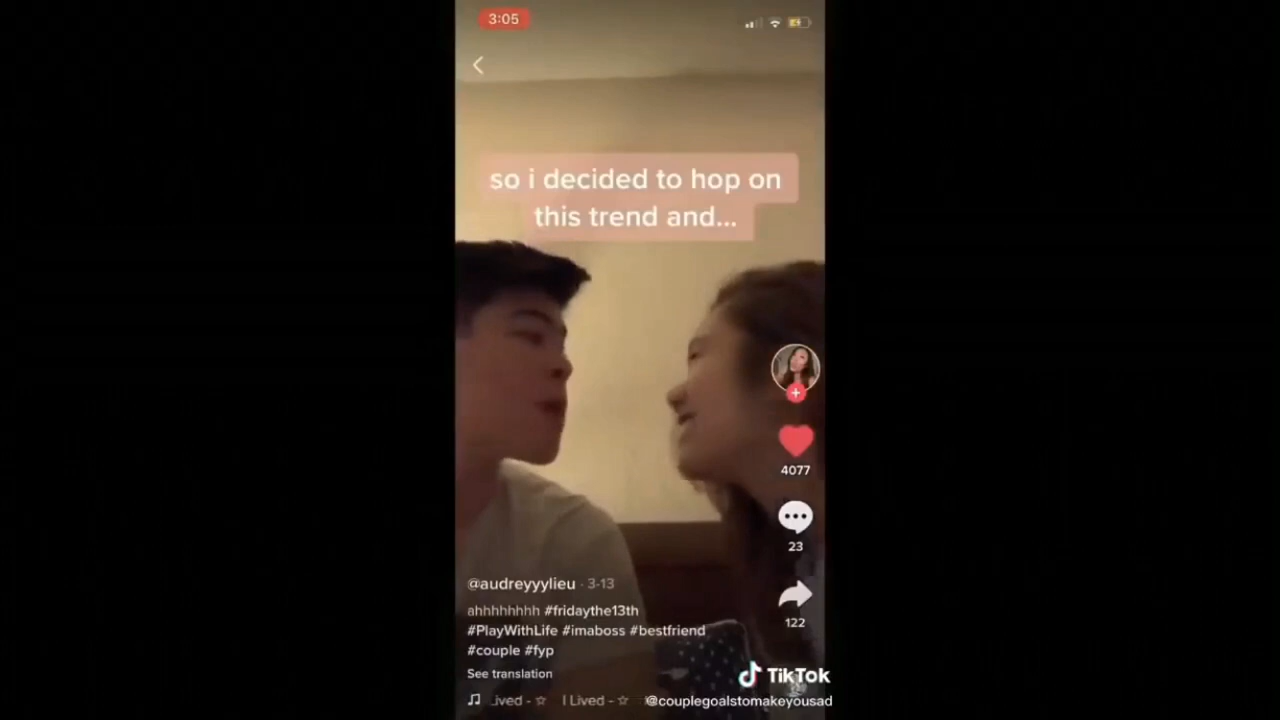 3:05
so i decided to hop on
this trend and...
4077
23
122
@audreyyylieu · 3-13
ahhhhhhhh #fridaythe13th
#PlayWithLife #imaboss #bestfriend
#couple #fyp
See translation
TikTok
I Lived - ☆
@couplegoalstomakeyousad